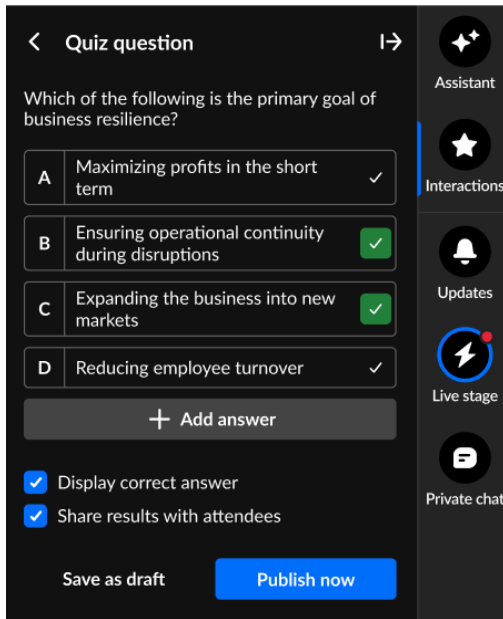 Quiz question
Which of the following is the primary goal of
business resilience?
A
Maximizing profits in the short
term
B
Ensuring operational continuity
during disruptions
C
Expanding the business into new
markets
D
Reducing employee turnover
Add answer
Display correct answer
Share results with attendees
Save as draft
Publish now
Assistant
Interactions
Updates
Live stage
Private chat